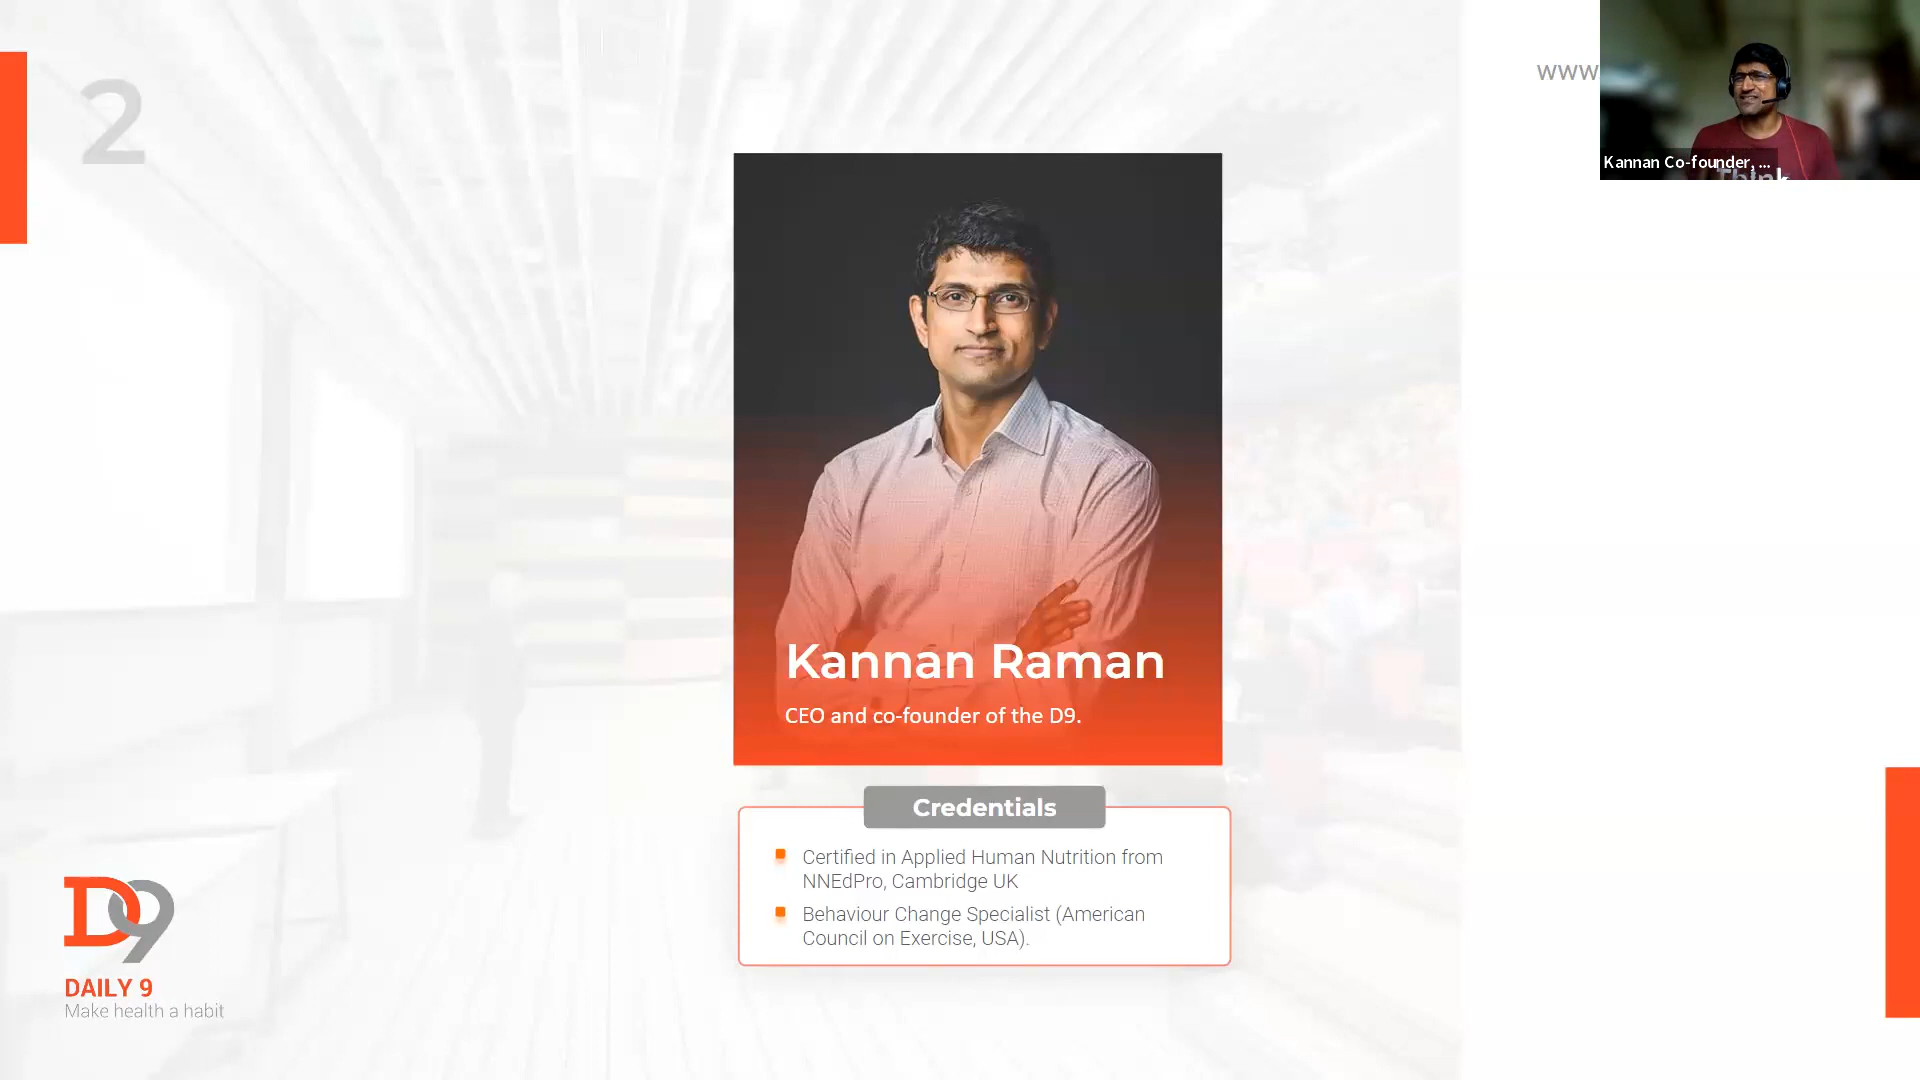 2
www
Kannan Co-founder, ...
Think
Kannan Raman
CEO and co-founder of the D9.
Credentials
Certified in Applied Human Nutrition from
NNEdPro, Cambridge UK
Behaviour Change Specialist (American
Council on Exercise, USA).
D9
DAILY 9
Make health a habit